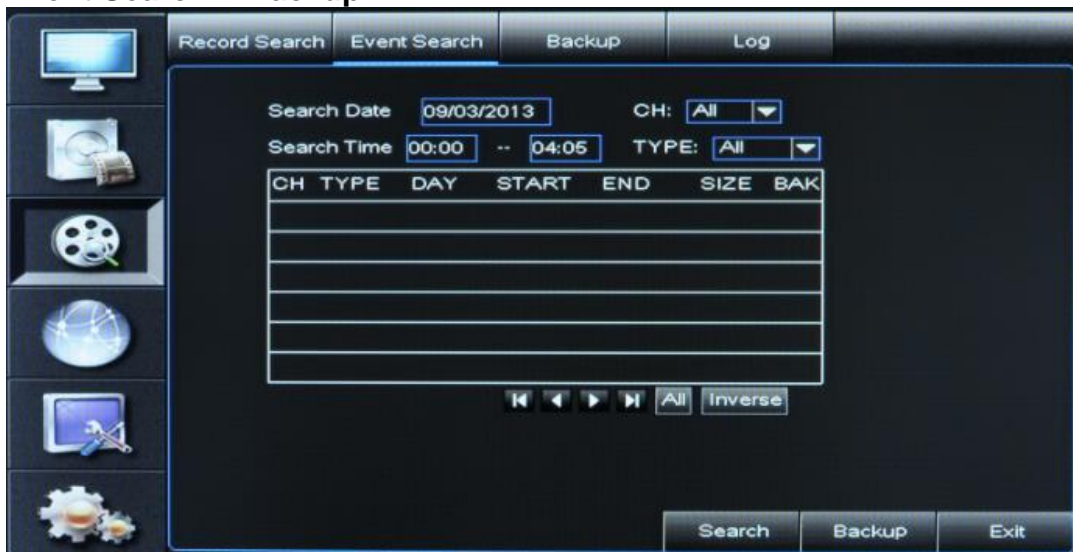 Record Search Event Search Backup Log
Search Date 09/03/2013 CH: All
Search Time 00:00 -- 04:05 TYPE: All
CH TYPE DAY START END SIZE BAK
All Inverse
Search Backup Exit